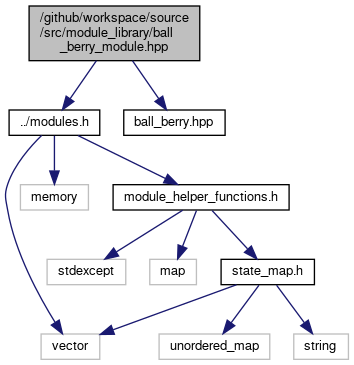 /github/workspace/source
/src/module_library/ball
_berry_module.hpp
../modules.h
ball_berry.hpp
memory
module_helper_functions.h
stdexcept
map
state_map.h
vector
unordered_map
string